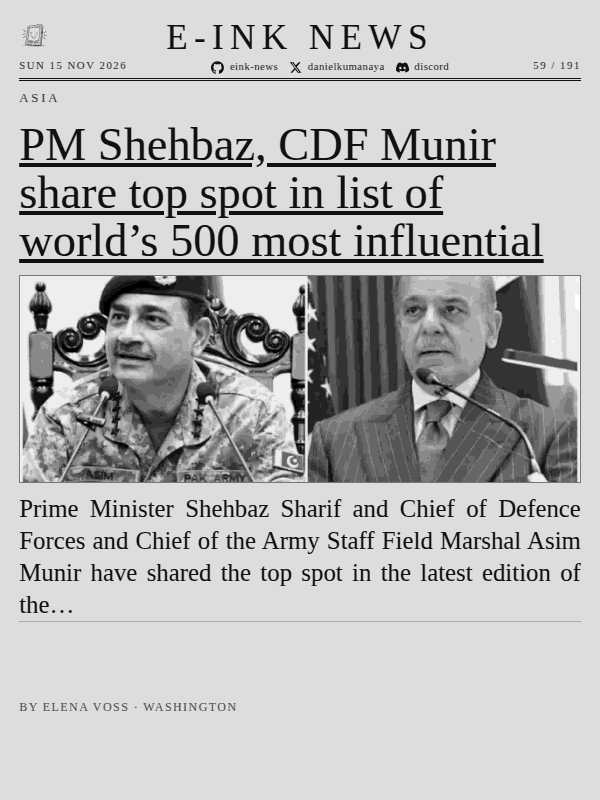 E-INK NEWS
SUN 15 NOV 2026
eink-news danielkumanaya discord
59 / 191
ASIA
PM Shehbaz, CDF Munir
share top spot in list of
world's 500 most influential
ASIM
PAK ARMY
Prime Minister Shehbaz Sharif and Chief of Defence
Forces and Chief of the Army Staff Field Marshal Asim
Munir have shared the top spot in the latest edition of
the…
BY ELENA VOSS · WASHINGTON